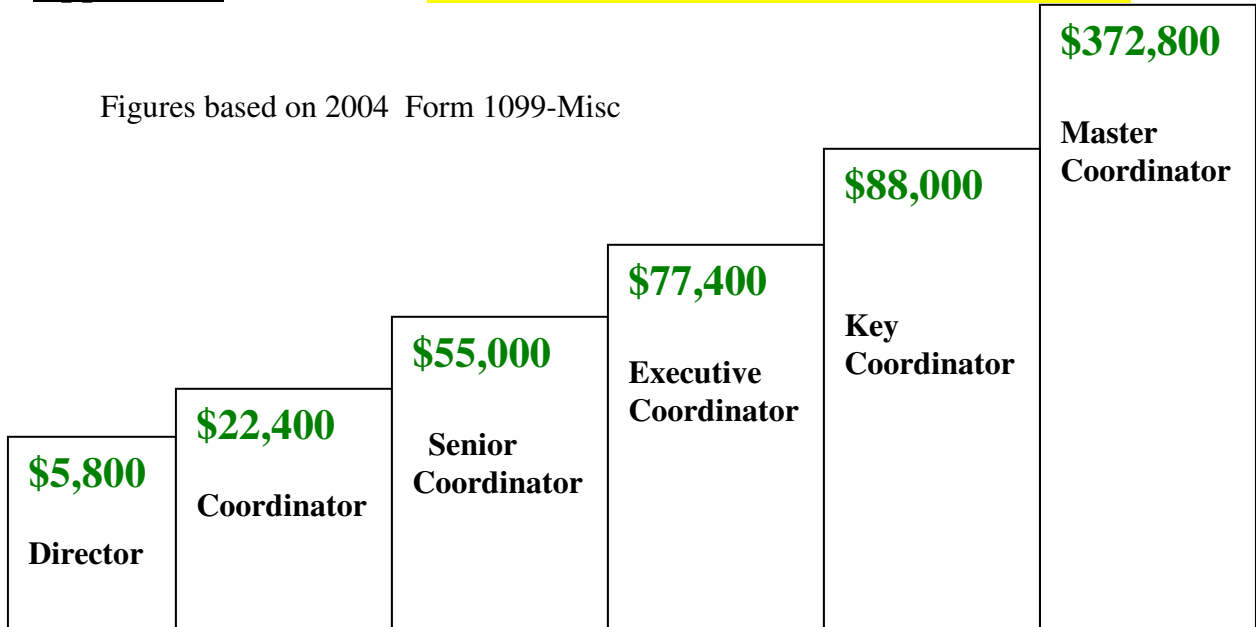 Figures based on 2004 Form 1099-Misc
$5,800
Director
$22,400
Coordinator
$55,000
Senior
Coordinator
$77,400
Executive
Coordinator
$88,000
Key
Coordinator
$372,800
Master
Coordinator